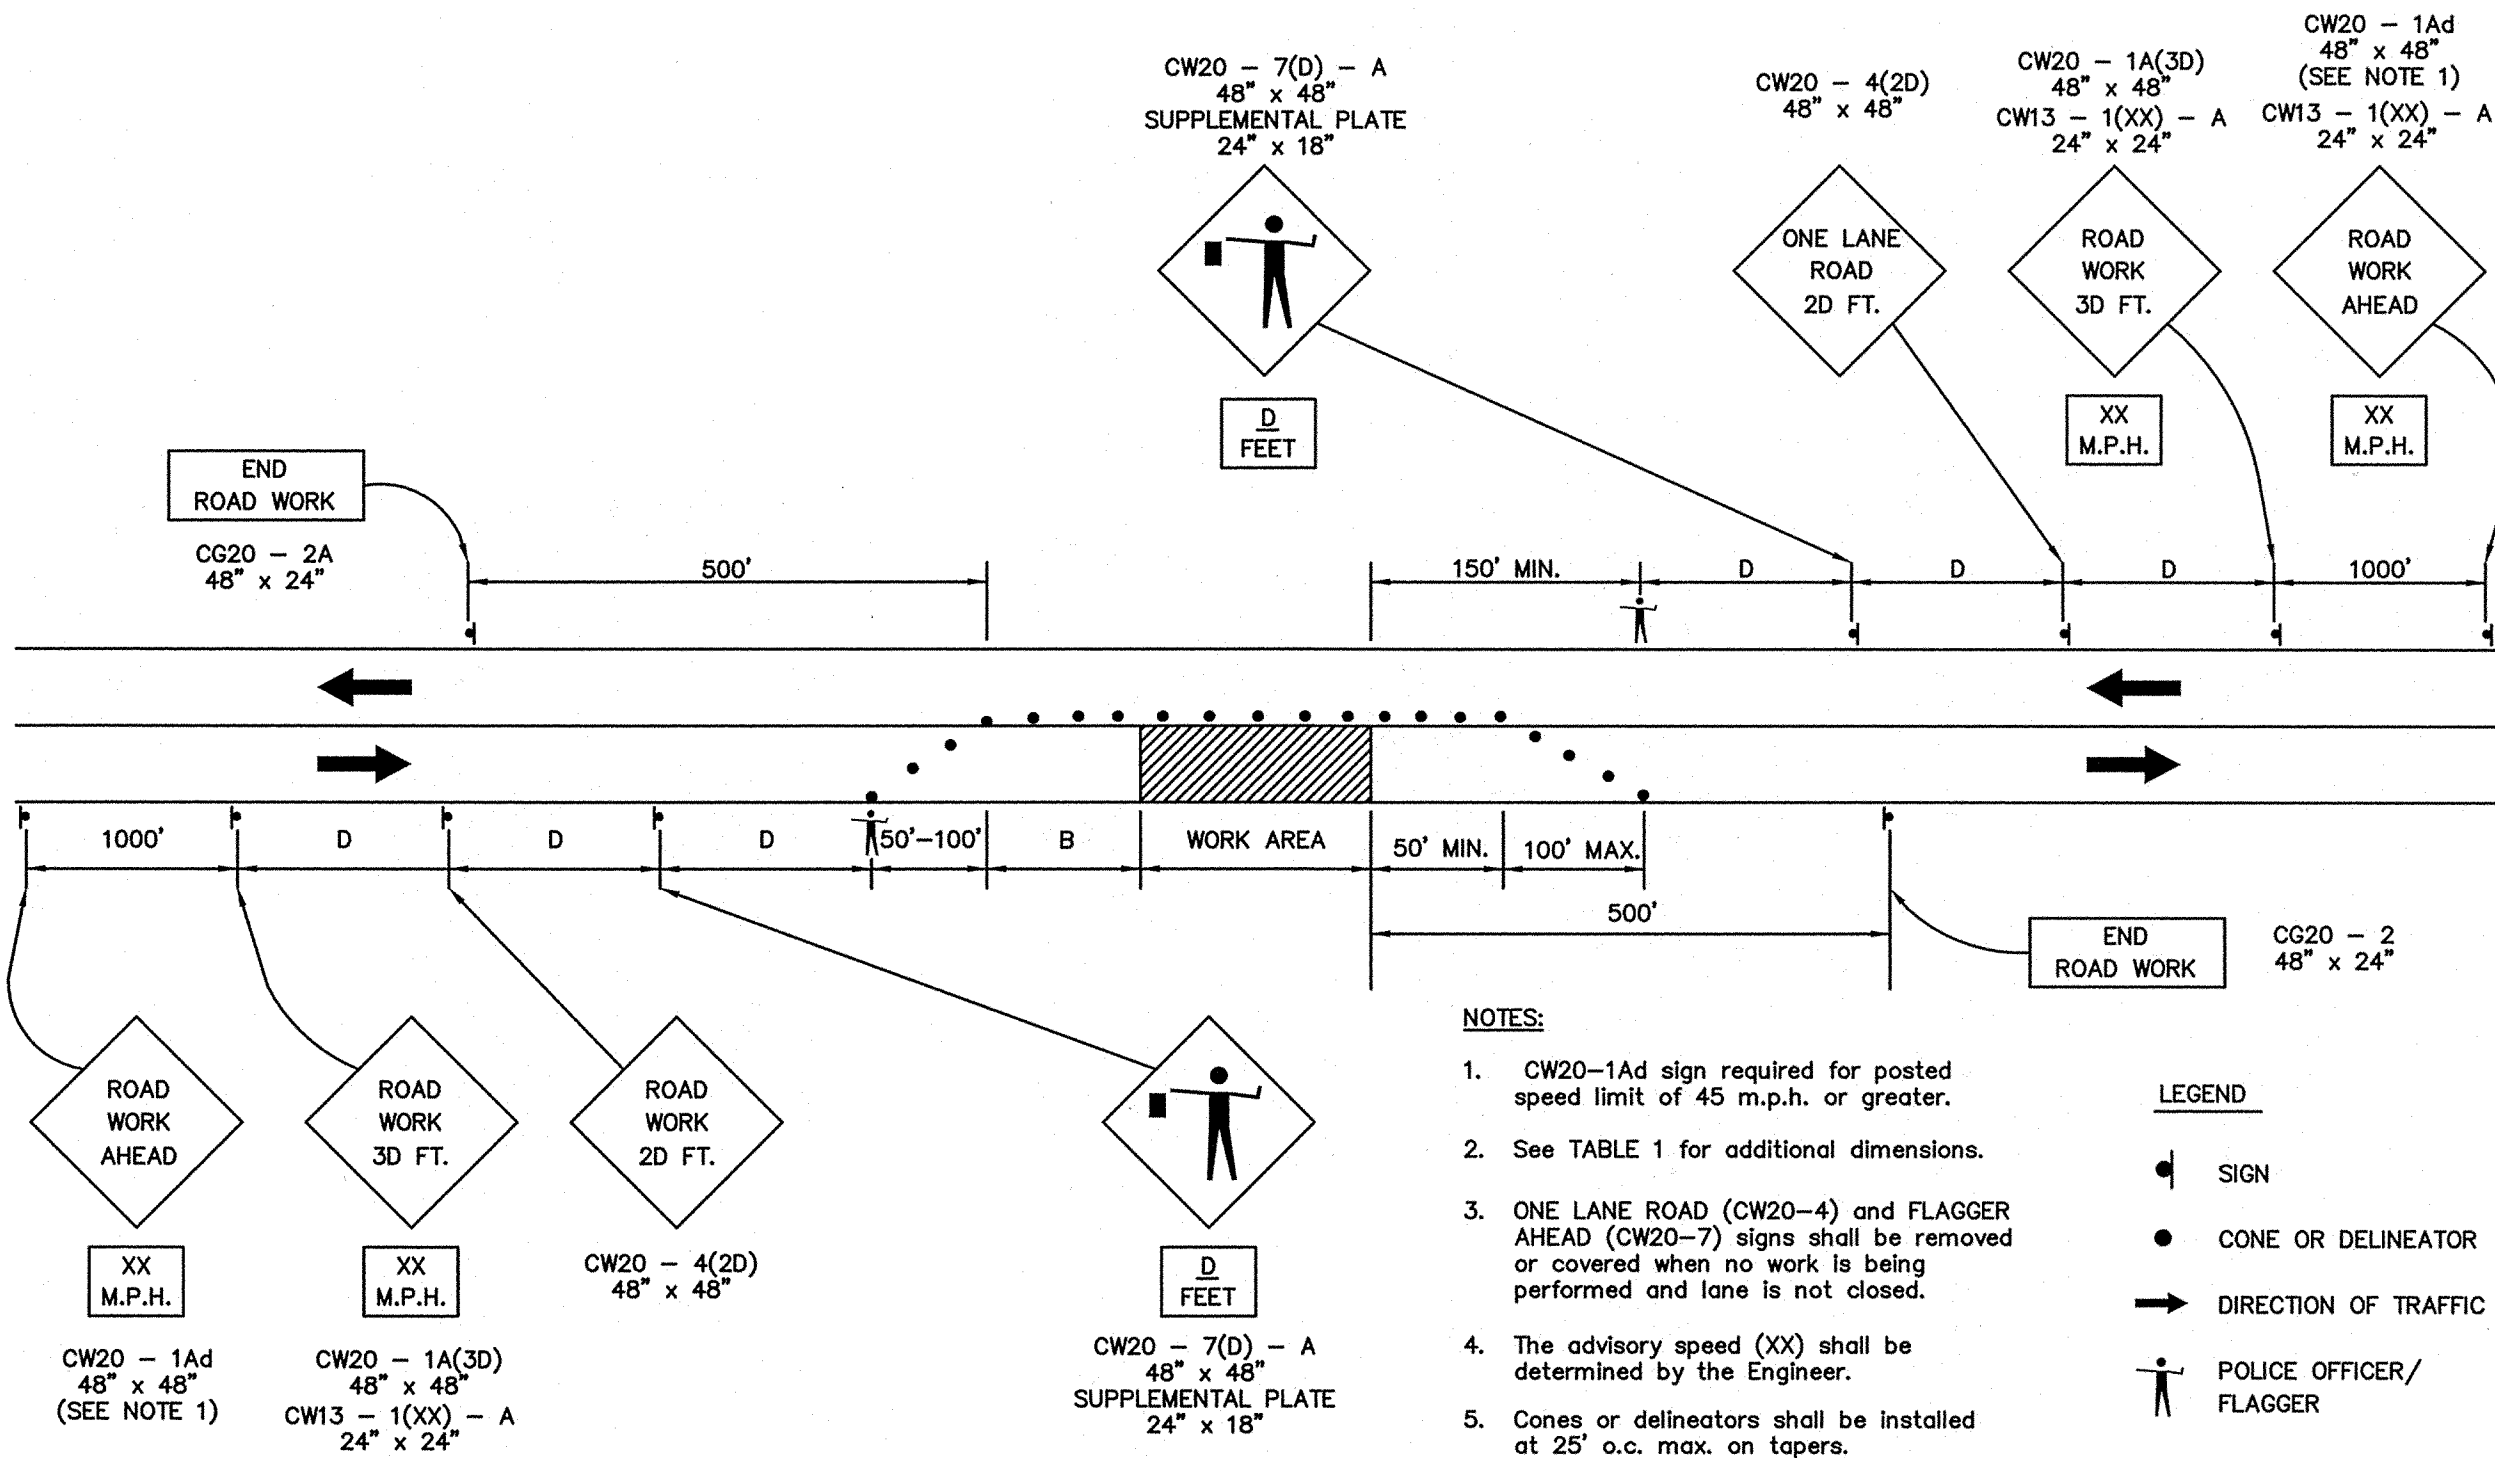 CW20 - 7(D) - A
48" x 48"
SUPPLEMENTAL PLATE
24" x 18"
CW20 - 4(2D)
48" x 48"
CW20 - 1A(3D)
48" x 48"
CW13 - 1(XX) - A
24" x 24"
CW20 - 1Ad
48" x 48"
(SEE NOTE 1)
CW13 - 1(XX) - A
24" x 24"
ONE LANE
ROAD
2D FT.
ROAD
WORK
3D FT.
ROAD
WORK
AHEAD
D
FEET
XX
M.P.H.
XX
M.P.H.
END
ROAD WORK
CG20 - 2A
48" x 24"
500'
150' MIN.
D
D
D
1000'
1000'
D
D
D
50'-100'
B
WORK AREA
50' MIN.
100' MAX.
500'
END
ROAD WORK
CG20 - 2
48" x 24"
ROAD
WORK
AHEAD
ROAD
WORK
3D FT.
ROAD
WORK
2D FT.
XX
M.P.H.
XX
M.P.H.
CW20 - 4(2D)
48" x 48"
D
FEET
CW20 - 1Ad
48" x 48"
(SEE NOTE 1)
CW20 - 1A(3D)
48" x 48"
CW13 - 1(XX) - A
24" x 24"
CW20 - 7(D) - A
48" x 48"
SUPPLEMENTAL PLATE
24" x 18"
NOTES:
1. CW20-1Ad sign required for posted
speed limit of 45 m.p.h. or greater.
2. See TABLE 1 for additional dimensions.
3. ONE LANE ROAD (CW20-4) and FLAGGER
AHEAD (CW20-7) signs shall be removed
or covered when no work is being
performed and lane is not closed.
4. The advisory speed (XX) shall be
determined by the Engineer.
5. Cones or delineators shall be installed
at 25' o.c. max. on tapers.
LEGEND
SIGN
CONE OR DELINEATOR
DIRECTION OF TRAFFIC
POLICE OFFICER/
FLAGGER